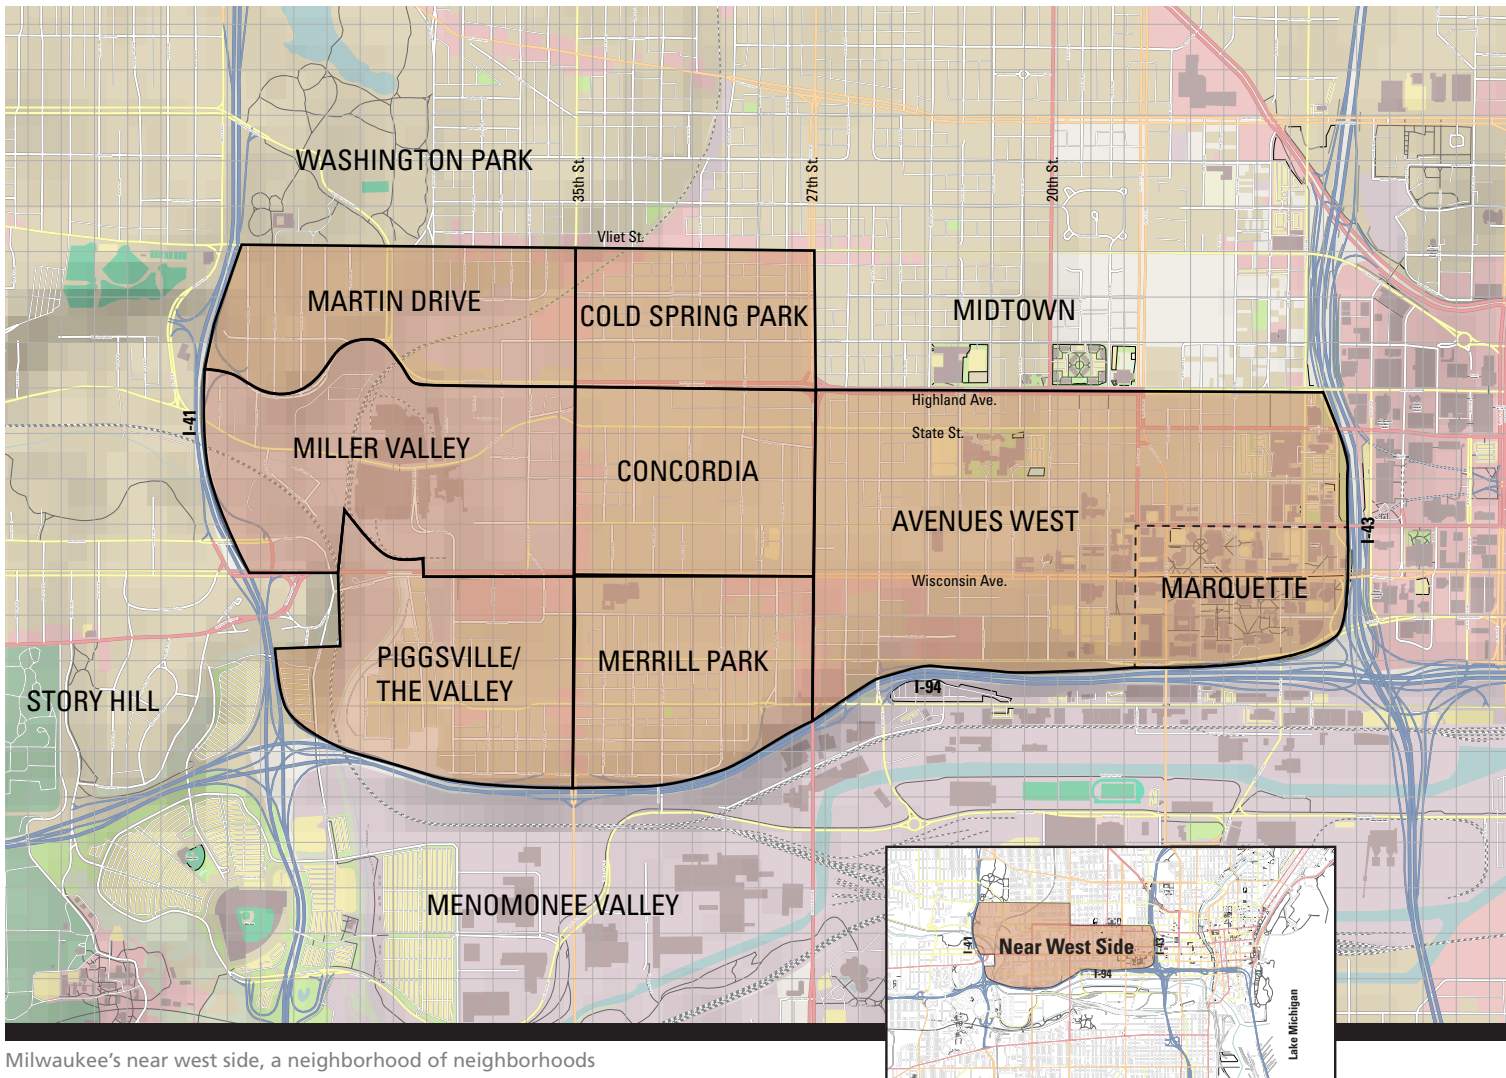 WASHINGTON PARK
35th St.
27th St.
20th St.
Vliet St.
MARTIN DRIVE
COLD SPRING PARK
MIDTOWN
Highland Ave.
I-41
State St.
MILLER VALLEY
CONCORDIA
AVENUES WEST
I-43
Wisconsin Ave.
MARQUETTE
PIGGSVILLE/
THE VALLEY
MERRILL PARK
STORY HILL
I-94
MENOMONEE VALLEY
Near West Side
I-41
I-43
I-94
Lake Michigan
Milwaukee's near west side, a neighborhood of neighborhoods